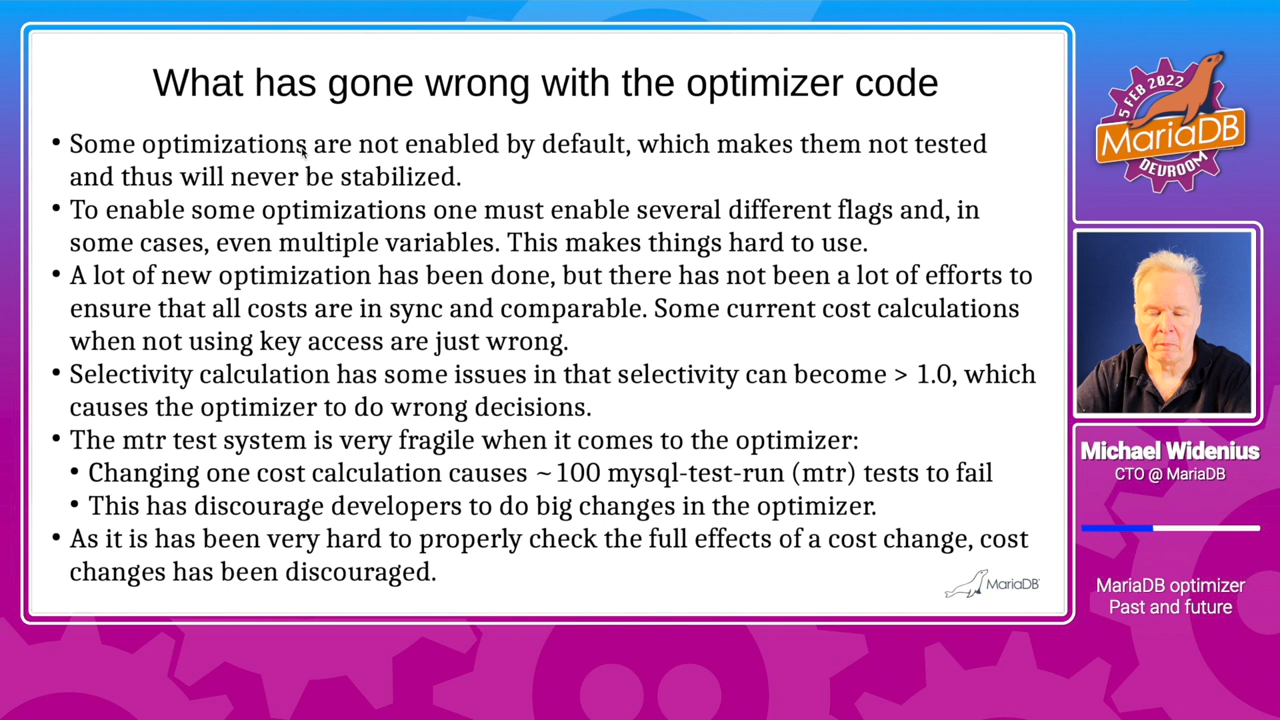 What has gone wrong with the optimizer code
• Some optimizations are not enabled by default, which makes them not tested
and thus will never be stabilized.
• To enable some optimizations one must enable several different flags and, in
some cases, even multiple variables. This makes things hard to use.
• A lot of new optimization has been done, but there has not been a lot of efforts to
ensure that all costs are in sync and comparable. Some current cost calculations
when not using key access are just wrong.
• Selectivity calculation has some issues in that selectivity can become > 1.0, which
causes the optimizer to do wrong decisions.
• The mtr test system is very fragile when it comes to the optimizer:
• Changing one cost calculation causes ~100 mysql-test-run (mtr) tests to fail
• This has discourage developers to do big changes in the optimizer.
• As it is has been very hard to properly check the full effects of a cost change, cost
changes has been discouraged.
MariaDB
5 FEB 2022
MariaDB
DEVROOM
Michael Widenius
CTO @ MariaDB
MariaDB optimizer
Past and future